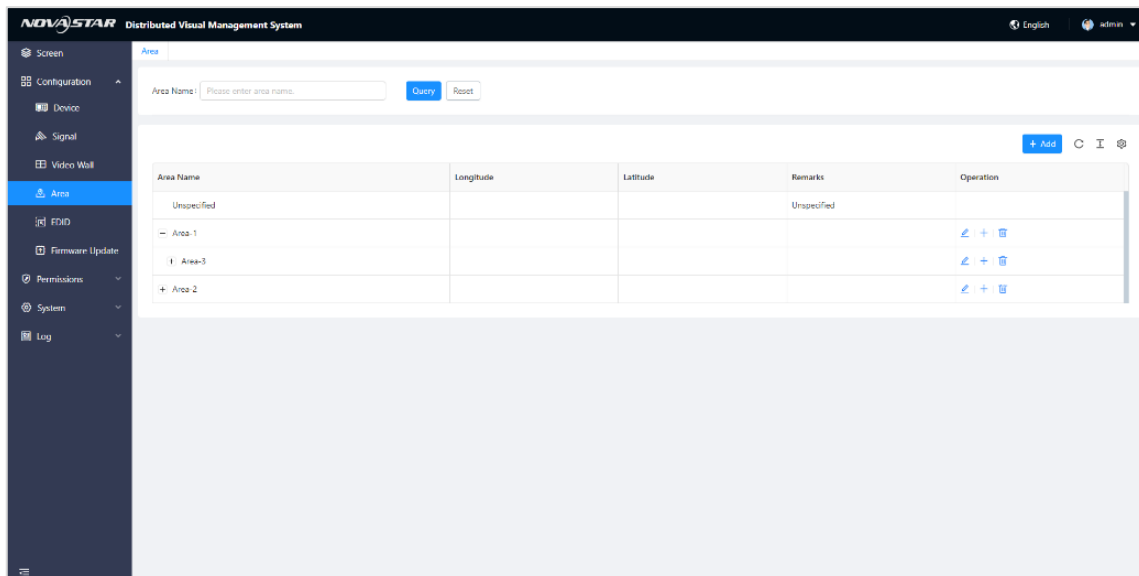 NOVASTAR Distributed Visual Management System
English
admin
Screen
Configuration
Device
Signal
Video Wall
Area
EDID
Firmware Update
Permissions
System
Log
Area
Area Name: Please enter area name. Query Reset
+ Add
Area Name Longitude Latitude Remarks Operation
Unspecified Unspecified
− Area-1
+ Area-3
+ Area-2